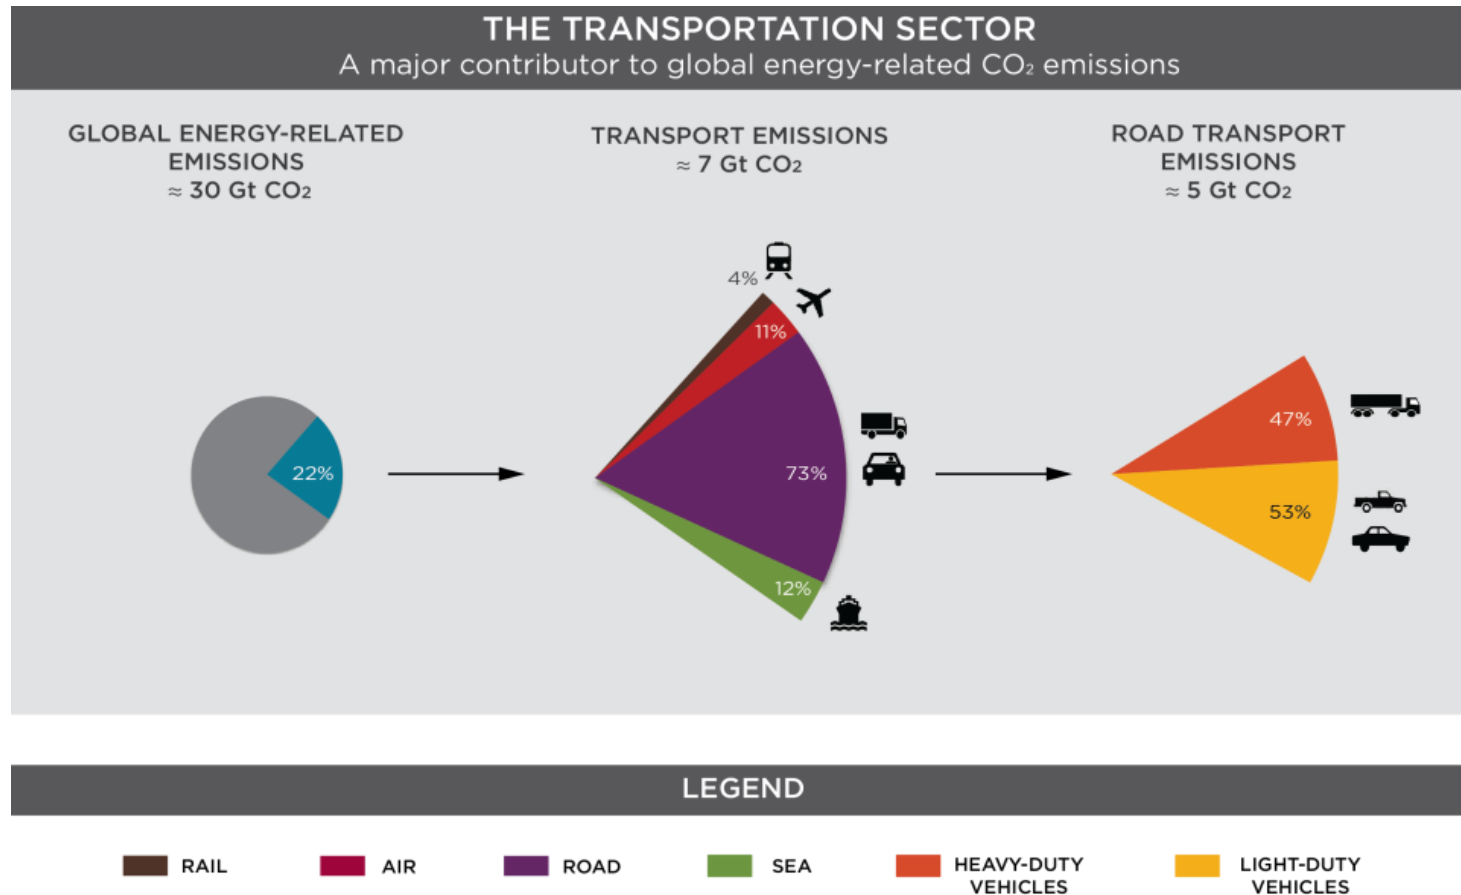 THE TRANSPORTATION SECTOR
A major contributor to global energy-related CO₂ emissions
GLOBAL ENERGY-RELATED
EMISSIONS
≈ 30 Gt CO₂
TRANSPORT EMISSIONS
≈ 7 Gt CO₂
ROAD TRANSPORT
EMISSIONS
≈ 5 Gt CO₂
22%
4%
11%
73%
12%
47%
53%
LEGEND
RAIL
AIR
ROAD
SEA
HEAVY-DUTY
VEHICLES
LIGHT-DUTY
VEHICLES